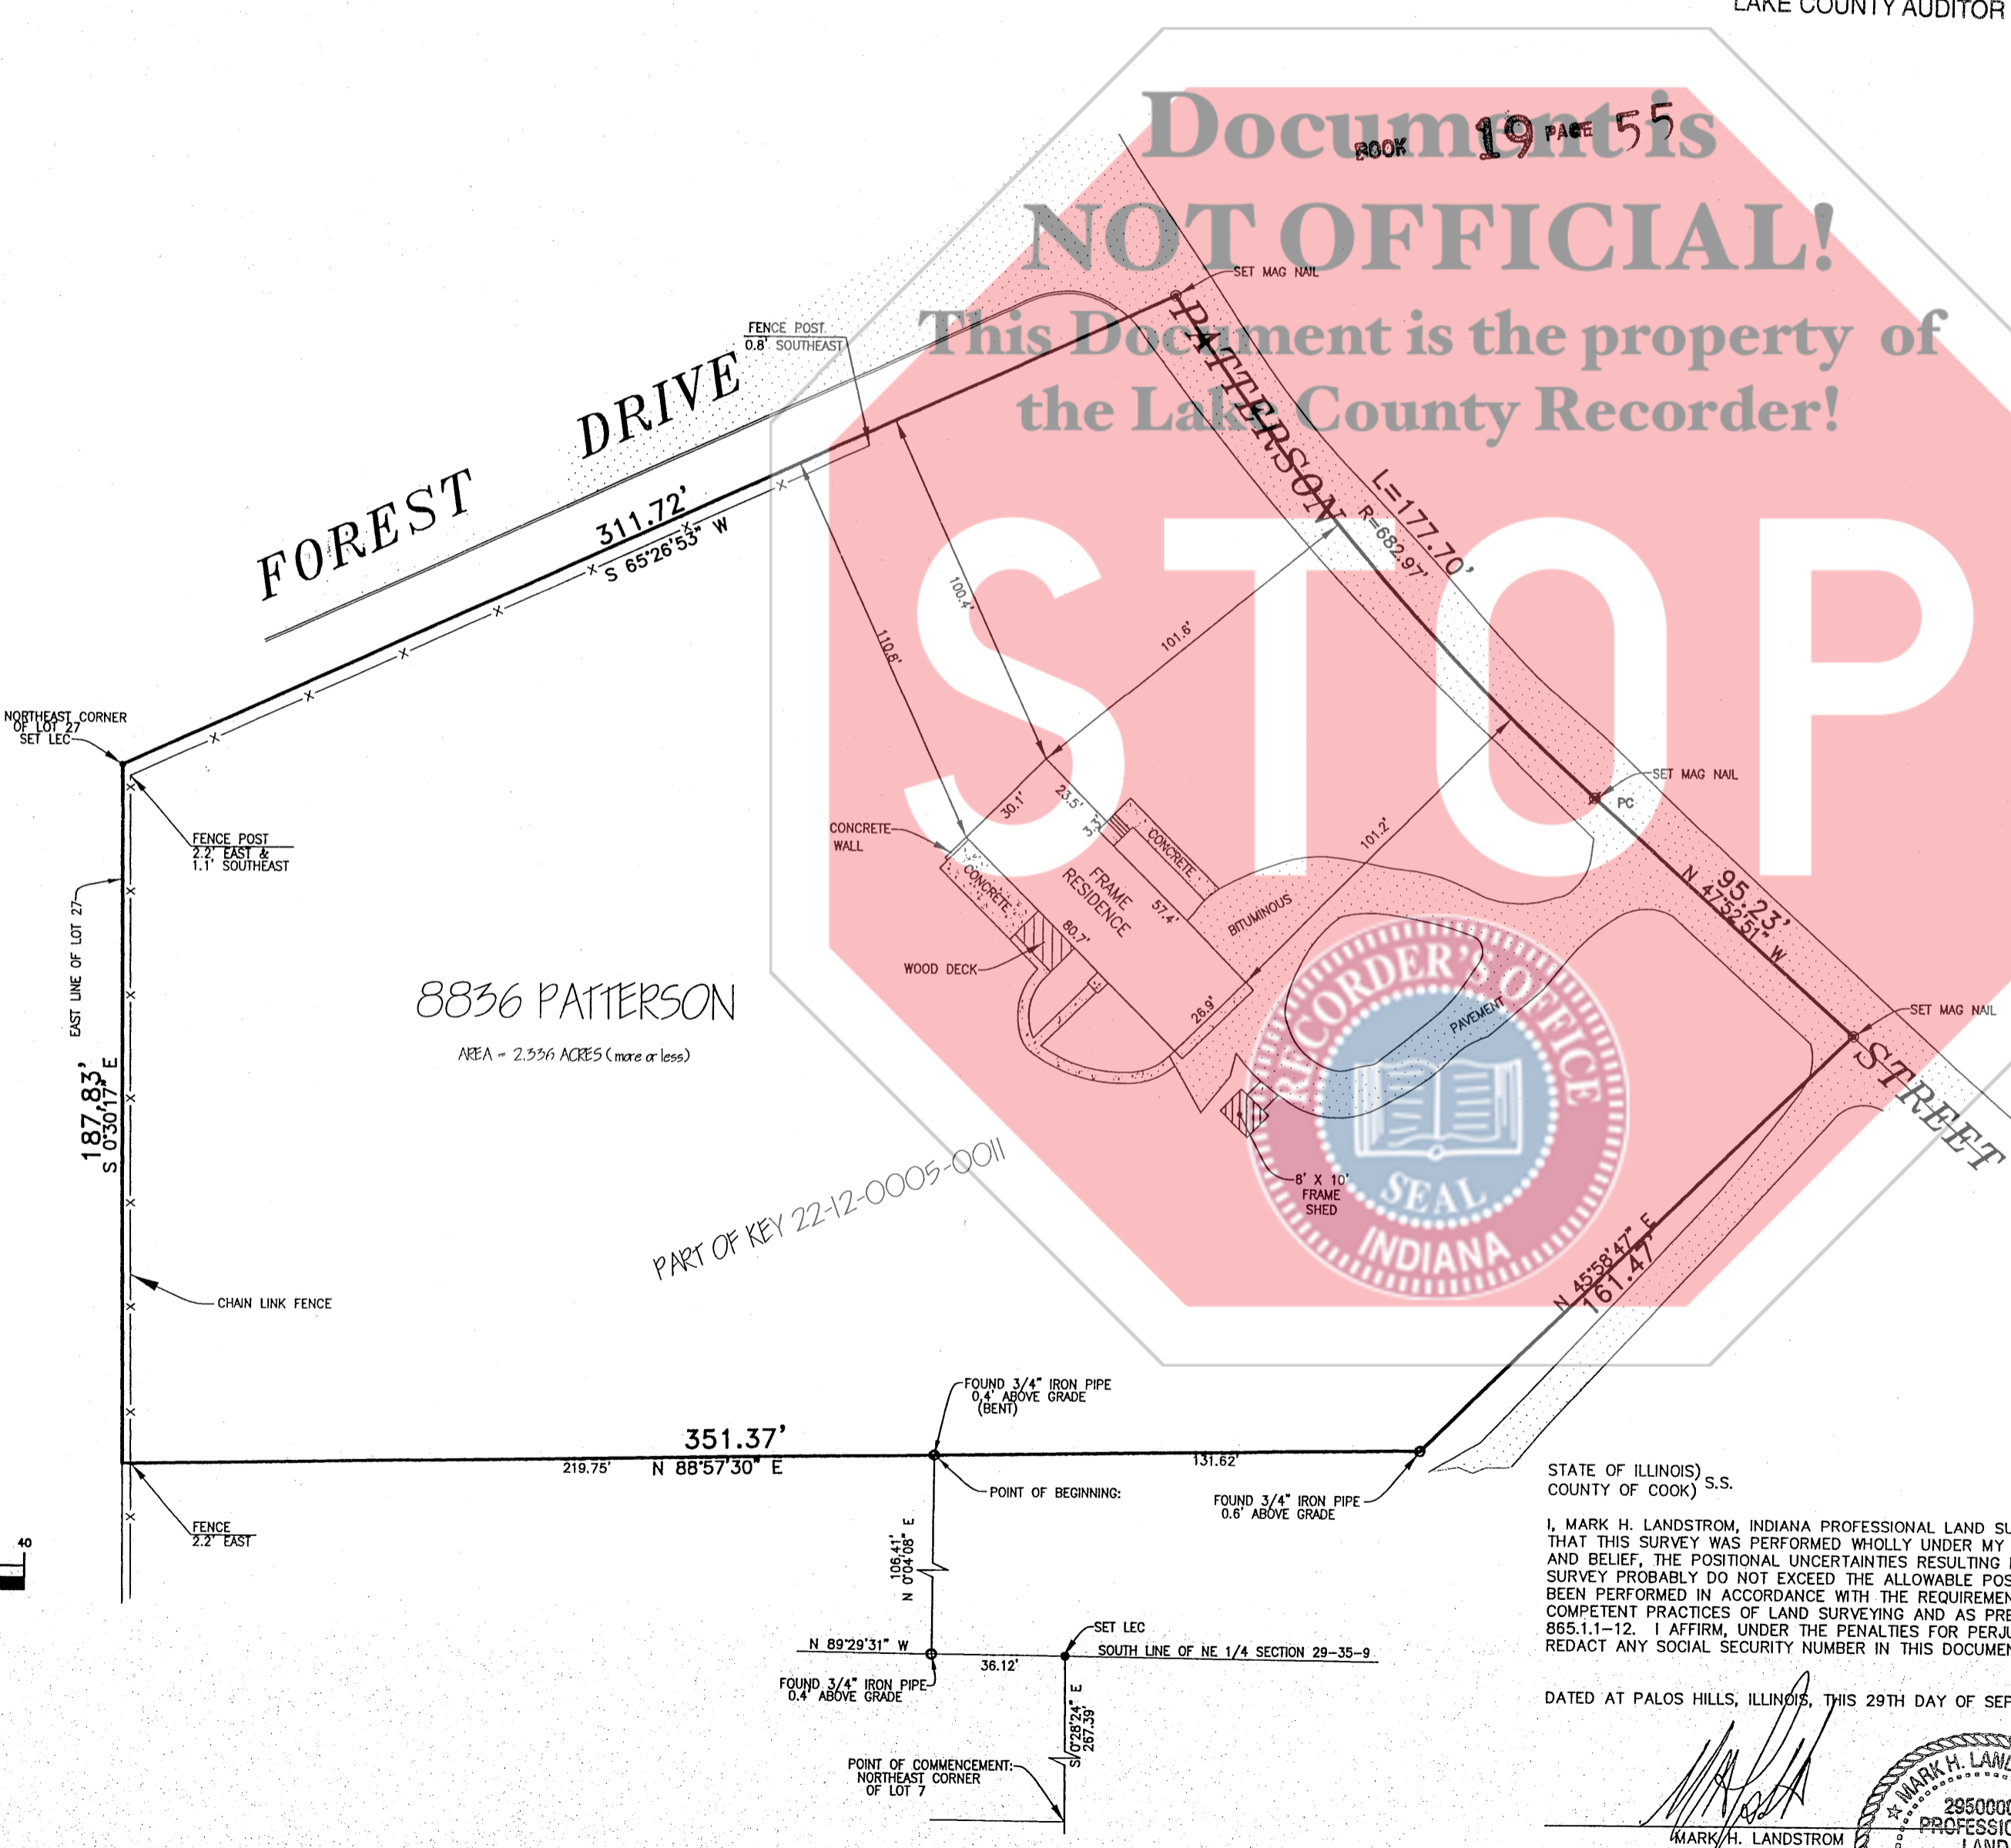 LAKE COUNTY AUDITOR
Document is
BOOK 19 PAGE 55
NOT OFFICIAL!
SET MAG NAIL
This Document is the property of
the Lake County Recorder!
STOP
FENCE POST
0.8' SOUTHEAST
FOREST DRIVE
PATTERSON
L=177.70'
R=682.97'
311.72'
S 65°26'53" W
100.4'
110.8'
101.6'
NORTHEAST CORNER
OF LOT 27
SET LEC
SET MAG NAIL
PC
FENCE POST
2.2' EAST &
1.1' SOUTHEAST
CONCRETE
WALL
30.1'
23.5'
3.3'
CONCRETE
101.2'
CONCRETE
FRAME
RESIDENCE
57.4'
80.7'
BITUMINOUS
95.23'
N 47°52'51" W
EAST LINE OF LOT 27
WOOD DECK
26.9'
PAVEMENT
SET MAG NAIL
STREET
8836 PATTERSON
AREA = 2.336 ACRES (more or less)
187.83'
S 0°30'17" E
RECORDER'S OFFICE
SEAL
INDIANA
8' X 10'
FRAME
SHED
PART OF KEY 22-12-0005-0011
N 45°58'47" E
161.47'
CHAIN LINK FENCE
FOUND 3/4" IRON PIPE
0.4' ABOVE GRADE
(BENT)
351.37'
219.75'
N 88°57'30" E
131.62'
POINT OF BEGINNING:
FOUND 3/4" IRON PIPE
0.6' ABOVE GRADE
FENCE
2.2' EAST
40
106.41'
N 0°04'08" E
N 89°29'31" W
36.12'
SET LEC
SOUTH LINE OF NE 1/4 SECTION 29-35-9
FOUND 3/4" IRON PIPE
0.4' ABOVE GRADE
S 0°28'24" E
267.39'
POINT OF COMMENCEMENT:
NORTHEAST CORNER
OF LOT 7
STATE OF ILLINOIS)
COUNTY OF COOK) S.S.
I, MARK H. LANDSTROM, INDIANA PROFESSIONAL LAND SU
THAT THIS SURVEY WAS PERFORMED WHOLLY UNDER MY
AND BELIEF, THE POSITIONAL UNCERTAINTIES RESULTING
SURVEY PROBABLY DO NOT EXCEED THE ALLOWABLE POS
BEEN PERFORMED IN ACCORDANCE WITH THE REQUIREMEN
COMPETENT PRACTICES OF LAND SURVEYING AND AS PRE
865.1.1-12. I AFFIRM, UNDER THE PENALTIES FOR PERJU
REDACT ANY SOCIAL SECURITY NUMBER IN THIS DOCUMEN
DATED AT PALOS HILLS, ILLINOIS, THIS 29TH DAY OF SEP
MARK H. LANDSTROM
MARK H. LAND
295000
PROFESSI
LAND